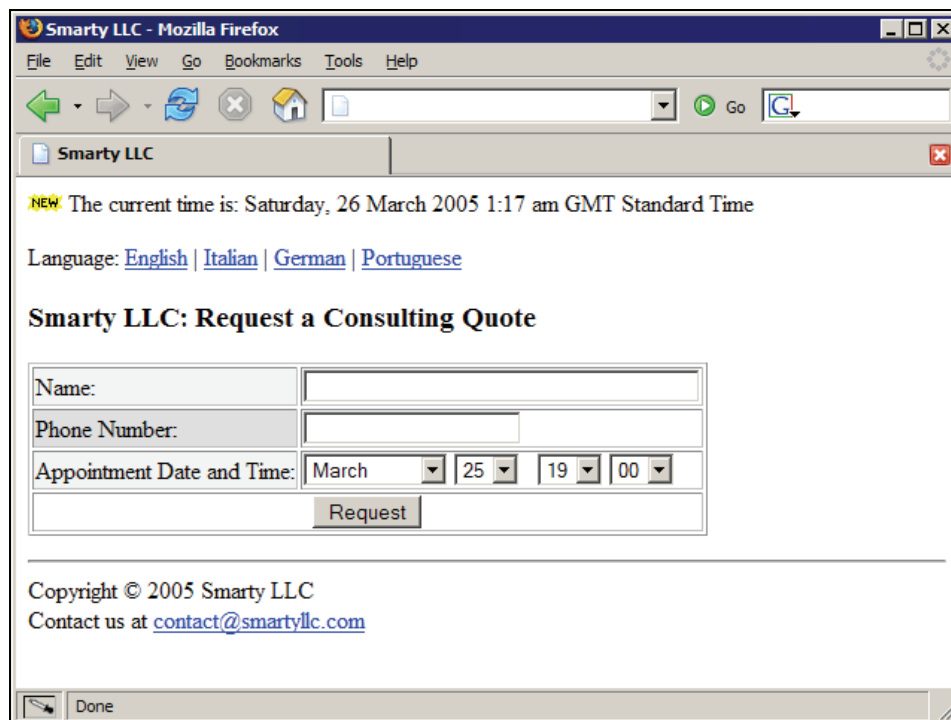 Smarty LLC - Mozilla Firefox
File Edit View Go Bookmarks Tools Help
Go G
Smarty LLC
NEW The current time is: Saturday, 26 March 2005 1:17 am GMT Standard Time
Language: English | Italian | German | Portuguese
Smarty LLC: Request a Consulting Quote
Name:
Phone Number:
Appointment Date and Time: March 25 19 00
Request
Copyright © 2005 Smarty LLC
Contact us at contact@smartyllc.com
Done